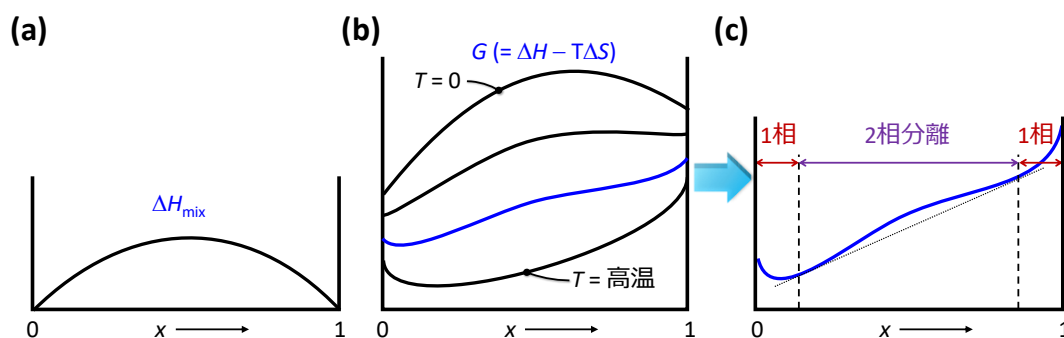 (a)
ΔHmix
0
x
1
(b)
G (= ΔH − TΔS)
T = 0
T = 高温
0
x
1
(c)
1相
2相分離
1相
0
x
1